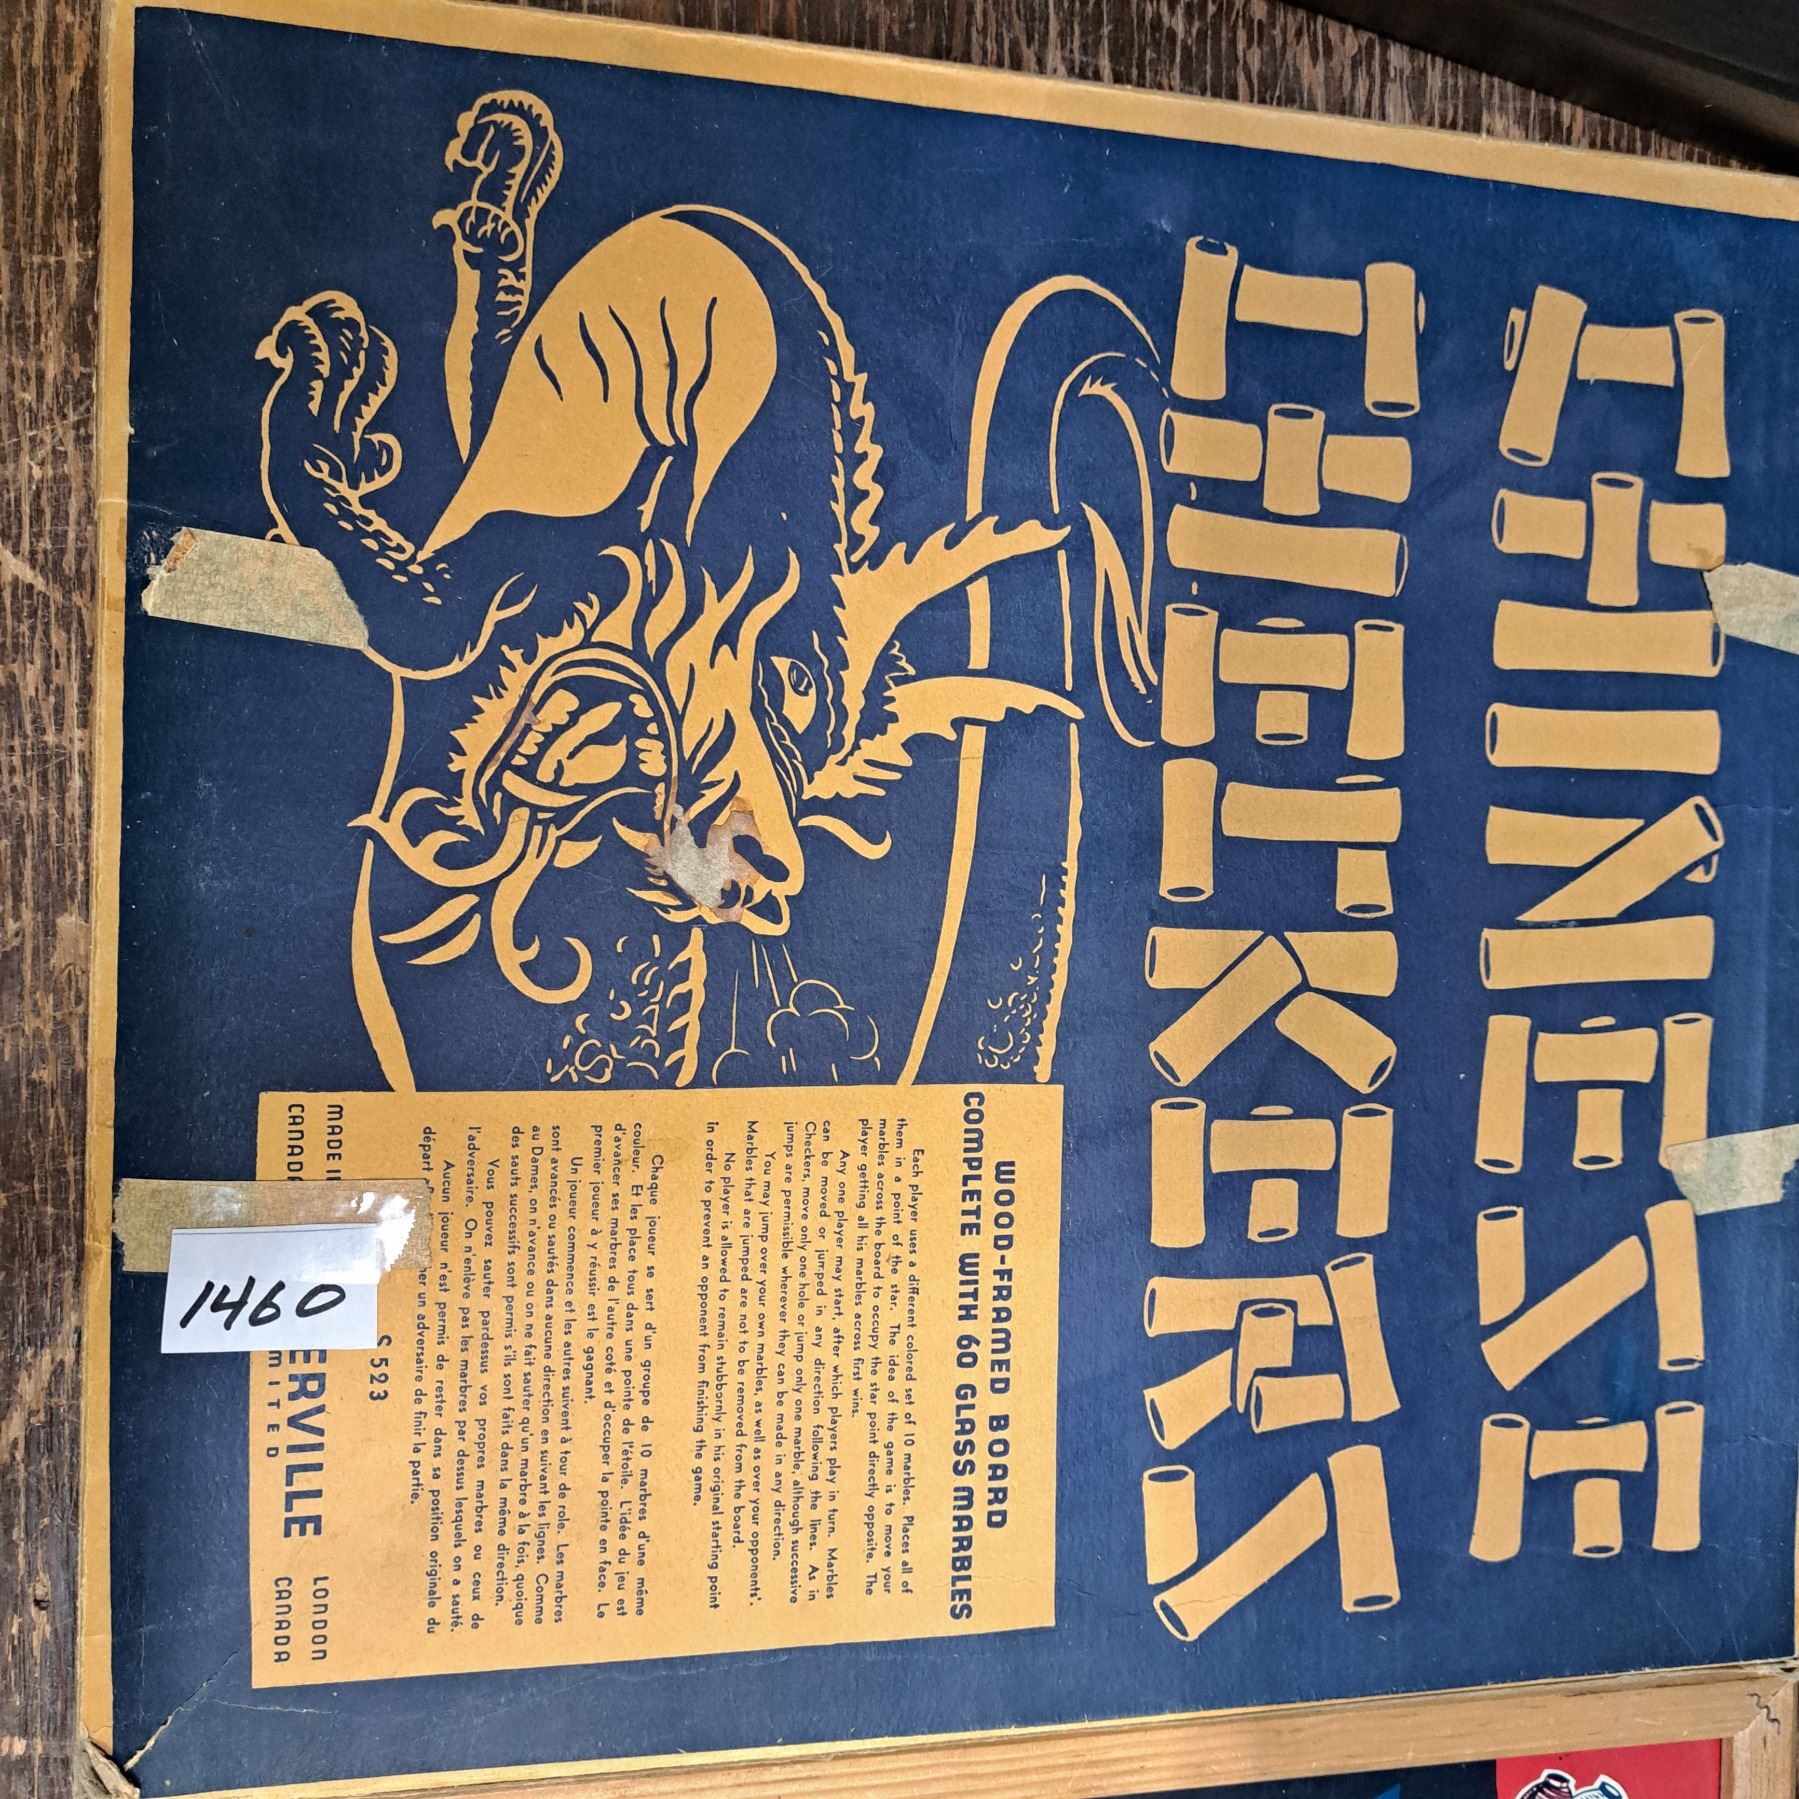 CHINESE
CHECKERS
WOOD-FRAMED BOARD
COMPLETE WITH 60 GLASS MARBLES
Each player uses a different colored set of 10 marbles. Places all of
them in a point of the star. The idea of the game is to move your
marbles across the board to occupy the star point directly opposite. The
player getting all his marbles across first wins.
Any one player may start, after which players play in turn. Marbles
can be moved or jumped in any direction following the lines. As in
Checkers, move only one hole or jump only one marble, although successive
jumps are permissible wherever they can be made in any direction.
You may jump over your own marbles, as well as over your opponents'.
Marbles that are jumped are not to be removed from the board.
No player is allowed to remain stubbornly in his original starting point
in order to prevent an opponent from finishing the game.
Chaque joueur se sert d'un groupe de 10 marbres d'une même
couleur. Et les place tous dans une pointe de l'étoile. L'idée du jeu est
d'avancer ses marbres de l'autre coté et d'occuper la pointe en face. Le
premier joueur à y réussir est le gagnant.
Un joueur commence et les autres suivent à tour de role. Les marbres
sont avancés ou sautés dans aucune direction en suivant les lignes. Comme
au Dames, on n'avance ou on ne fait sauter qu'un marbre à la fois, quoique
des sauts successifs sont permis s'ils sont faits dans la même direction.
Vous pouvez sauter pardessus vos propres marbres ou ceux de
l'adversaire. On n'enlève pas les marbres par dessus lesquels on a sauté.
Aucun joueur n'est permis de rester dans sa position originale du
départ her un adversaire de finir la partie.
S 523
MADE IN ERVILLE LONDON
CANADA MITED CANADA
1460